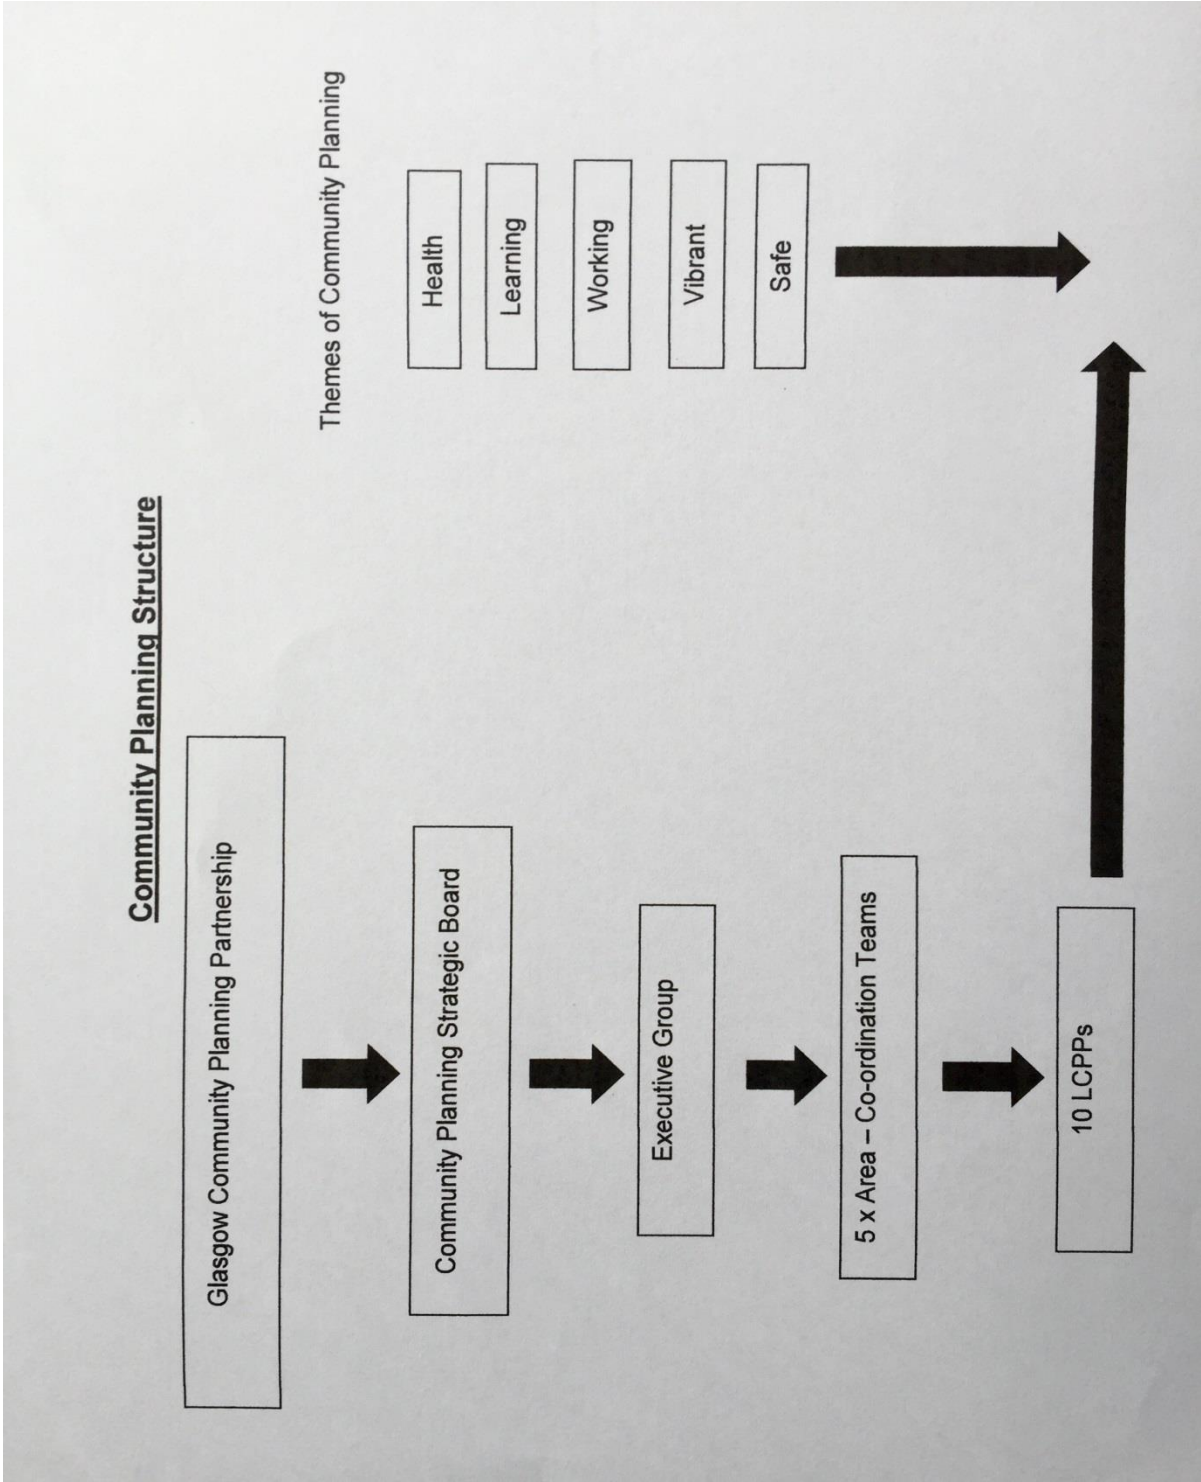 Community Planning Structure
Glasgow Community Planning Partnership
Community Planning Strategic Board
Executive Group
5 x Area – Co-ordination Teams
10 LCPPs
Themes of Community Planning
Health
Learning
Working
Vibrant
Safe